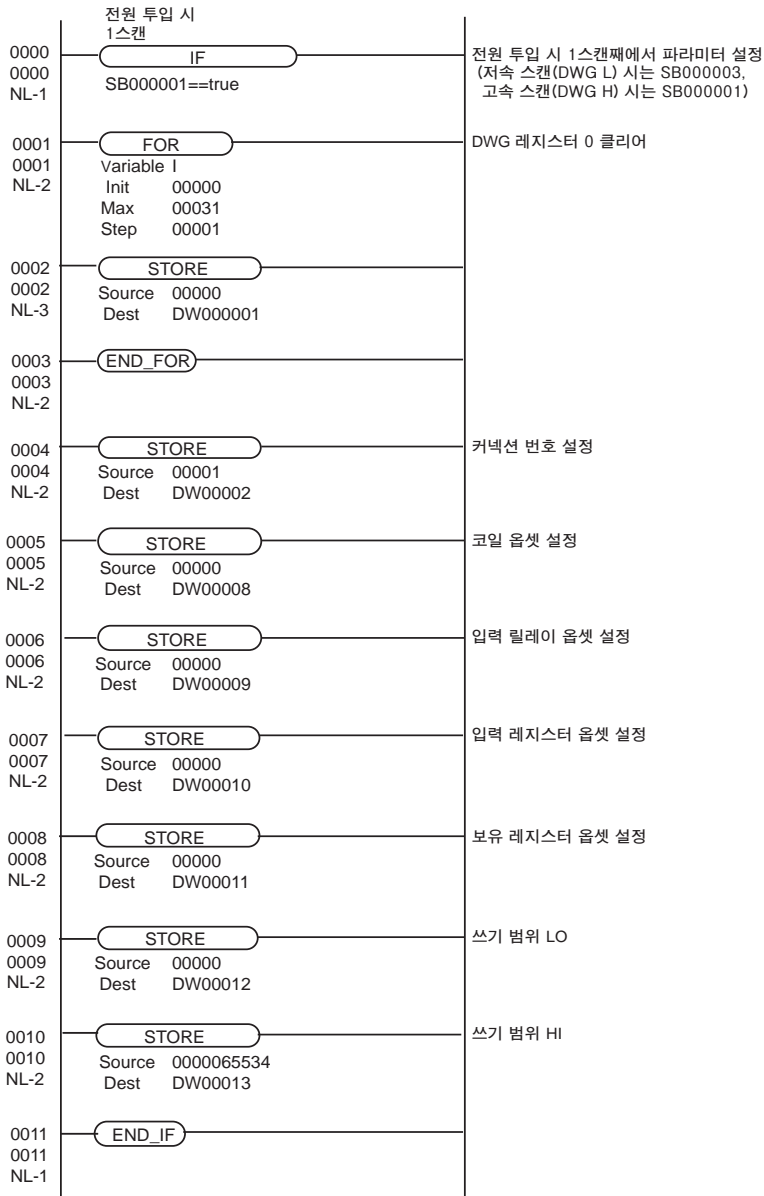 전원 투입 시
1스캔
0000
0000
NL-1
IF
SB000001==true
전원 투입 시 1스캔째에서 파라미터 설정
(저속 스캔(DWG L) 시는 SB000003,
고속 스캔(DWG H) 시는 SB000001)
0001
0001
NL-2
FOR
Variable I
Init 00000
Max 00031
Step 00001
DWG 레지스터 0 클리어
0002
0002
NL-3
STORE
Source 00000
Dest DW000001
0003
0003
NL-2
END_FOR
0004
0004
NL-2
STORE
Source 00001
Dest DW00002
커넥션 번호 설정
0005
0005
NL-2
STORE
Source 00000
Dest DW00008
코일 옵셋 설정
0006
0006
NL-2
STORE
Source 00000
Dest DW00009
입력 릴레이 옵셋 설정
0007
0007
NL-2
STORE
Source 00000
Dest DW00010
입력 레지스터 옵셋 설정
0008
0008
NL-2
STORE
Source 00000
Dest DW00011
보유 레지스터 옵셋 설정
0009
0009
NL-2
STORE
Source 00000
Dest DW00012
쓰기 범위 LO
0010
0010
NL-2
STORE
Source 0000065534
Dest DW00013
쓰기 범위 HI
0011
0011
NL-1
END_IF